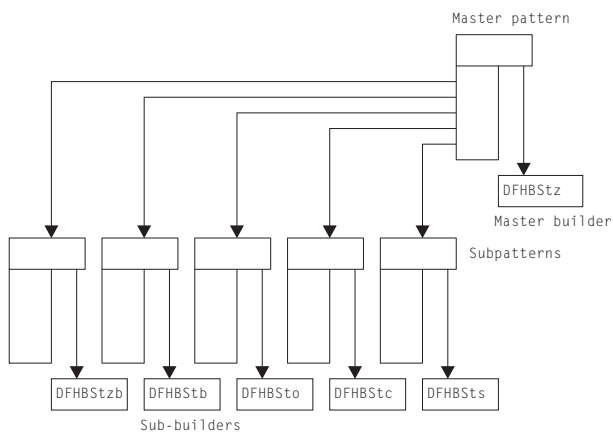 Master pattern
DFHBStz
Master builder
Subpatterns
DFHBStzb
DFHBStb
DFHBSto
DFHBStc
DFHBSts
Sub-builders